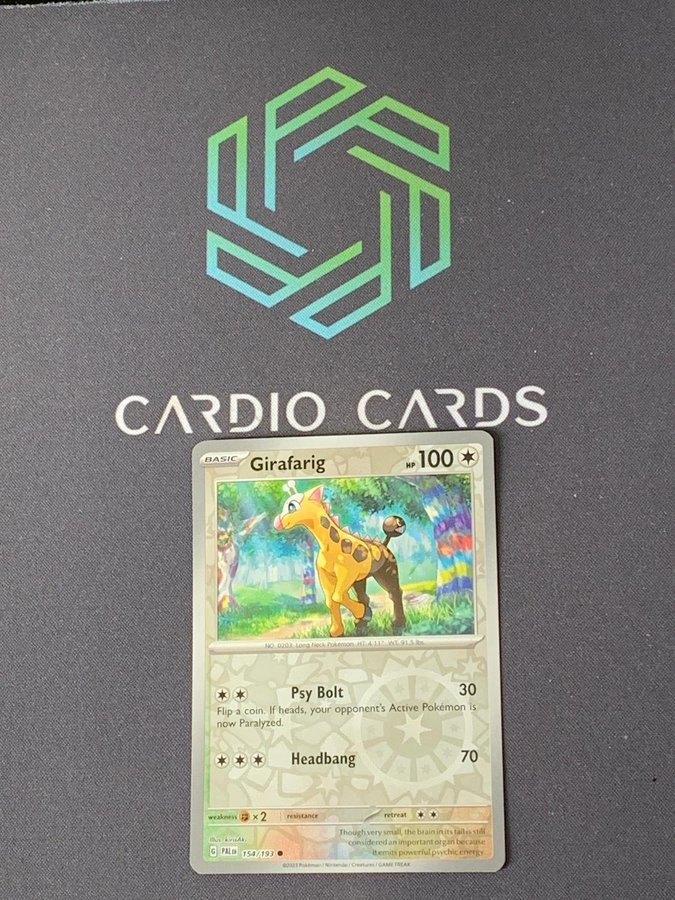 CARDIO CARDS
BASIC Girafarig HP 100
NO. 0203 Long Neck Pokémon HT: 4'11" WT: 91.5 lbs.
Psy Bolt 30
Flip a coin. If heads, your opponent's Active Pokémon is
now Paralyzed.
Headbang 70
weakness ×2 resistance retreat
Illus. kirisAki
Though very small, the brain in its tail is still
considered an important organ because
it emits powerful psychic energy.
G PAL EN 154/193
©2023 Pokémon / Nintendo / Creatures / GAME FREAK